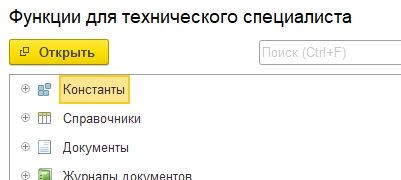 Функции для технического специалиста
Открыть
Поиск (Ctrl+F)
Константы
Справочники
Документы
Журналы документов